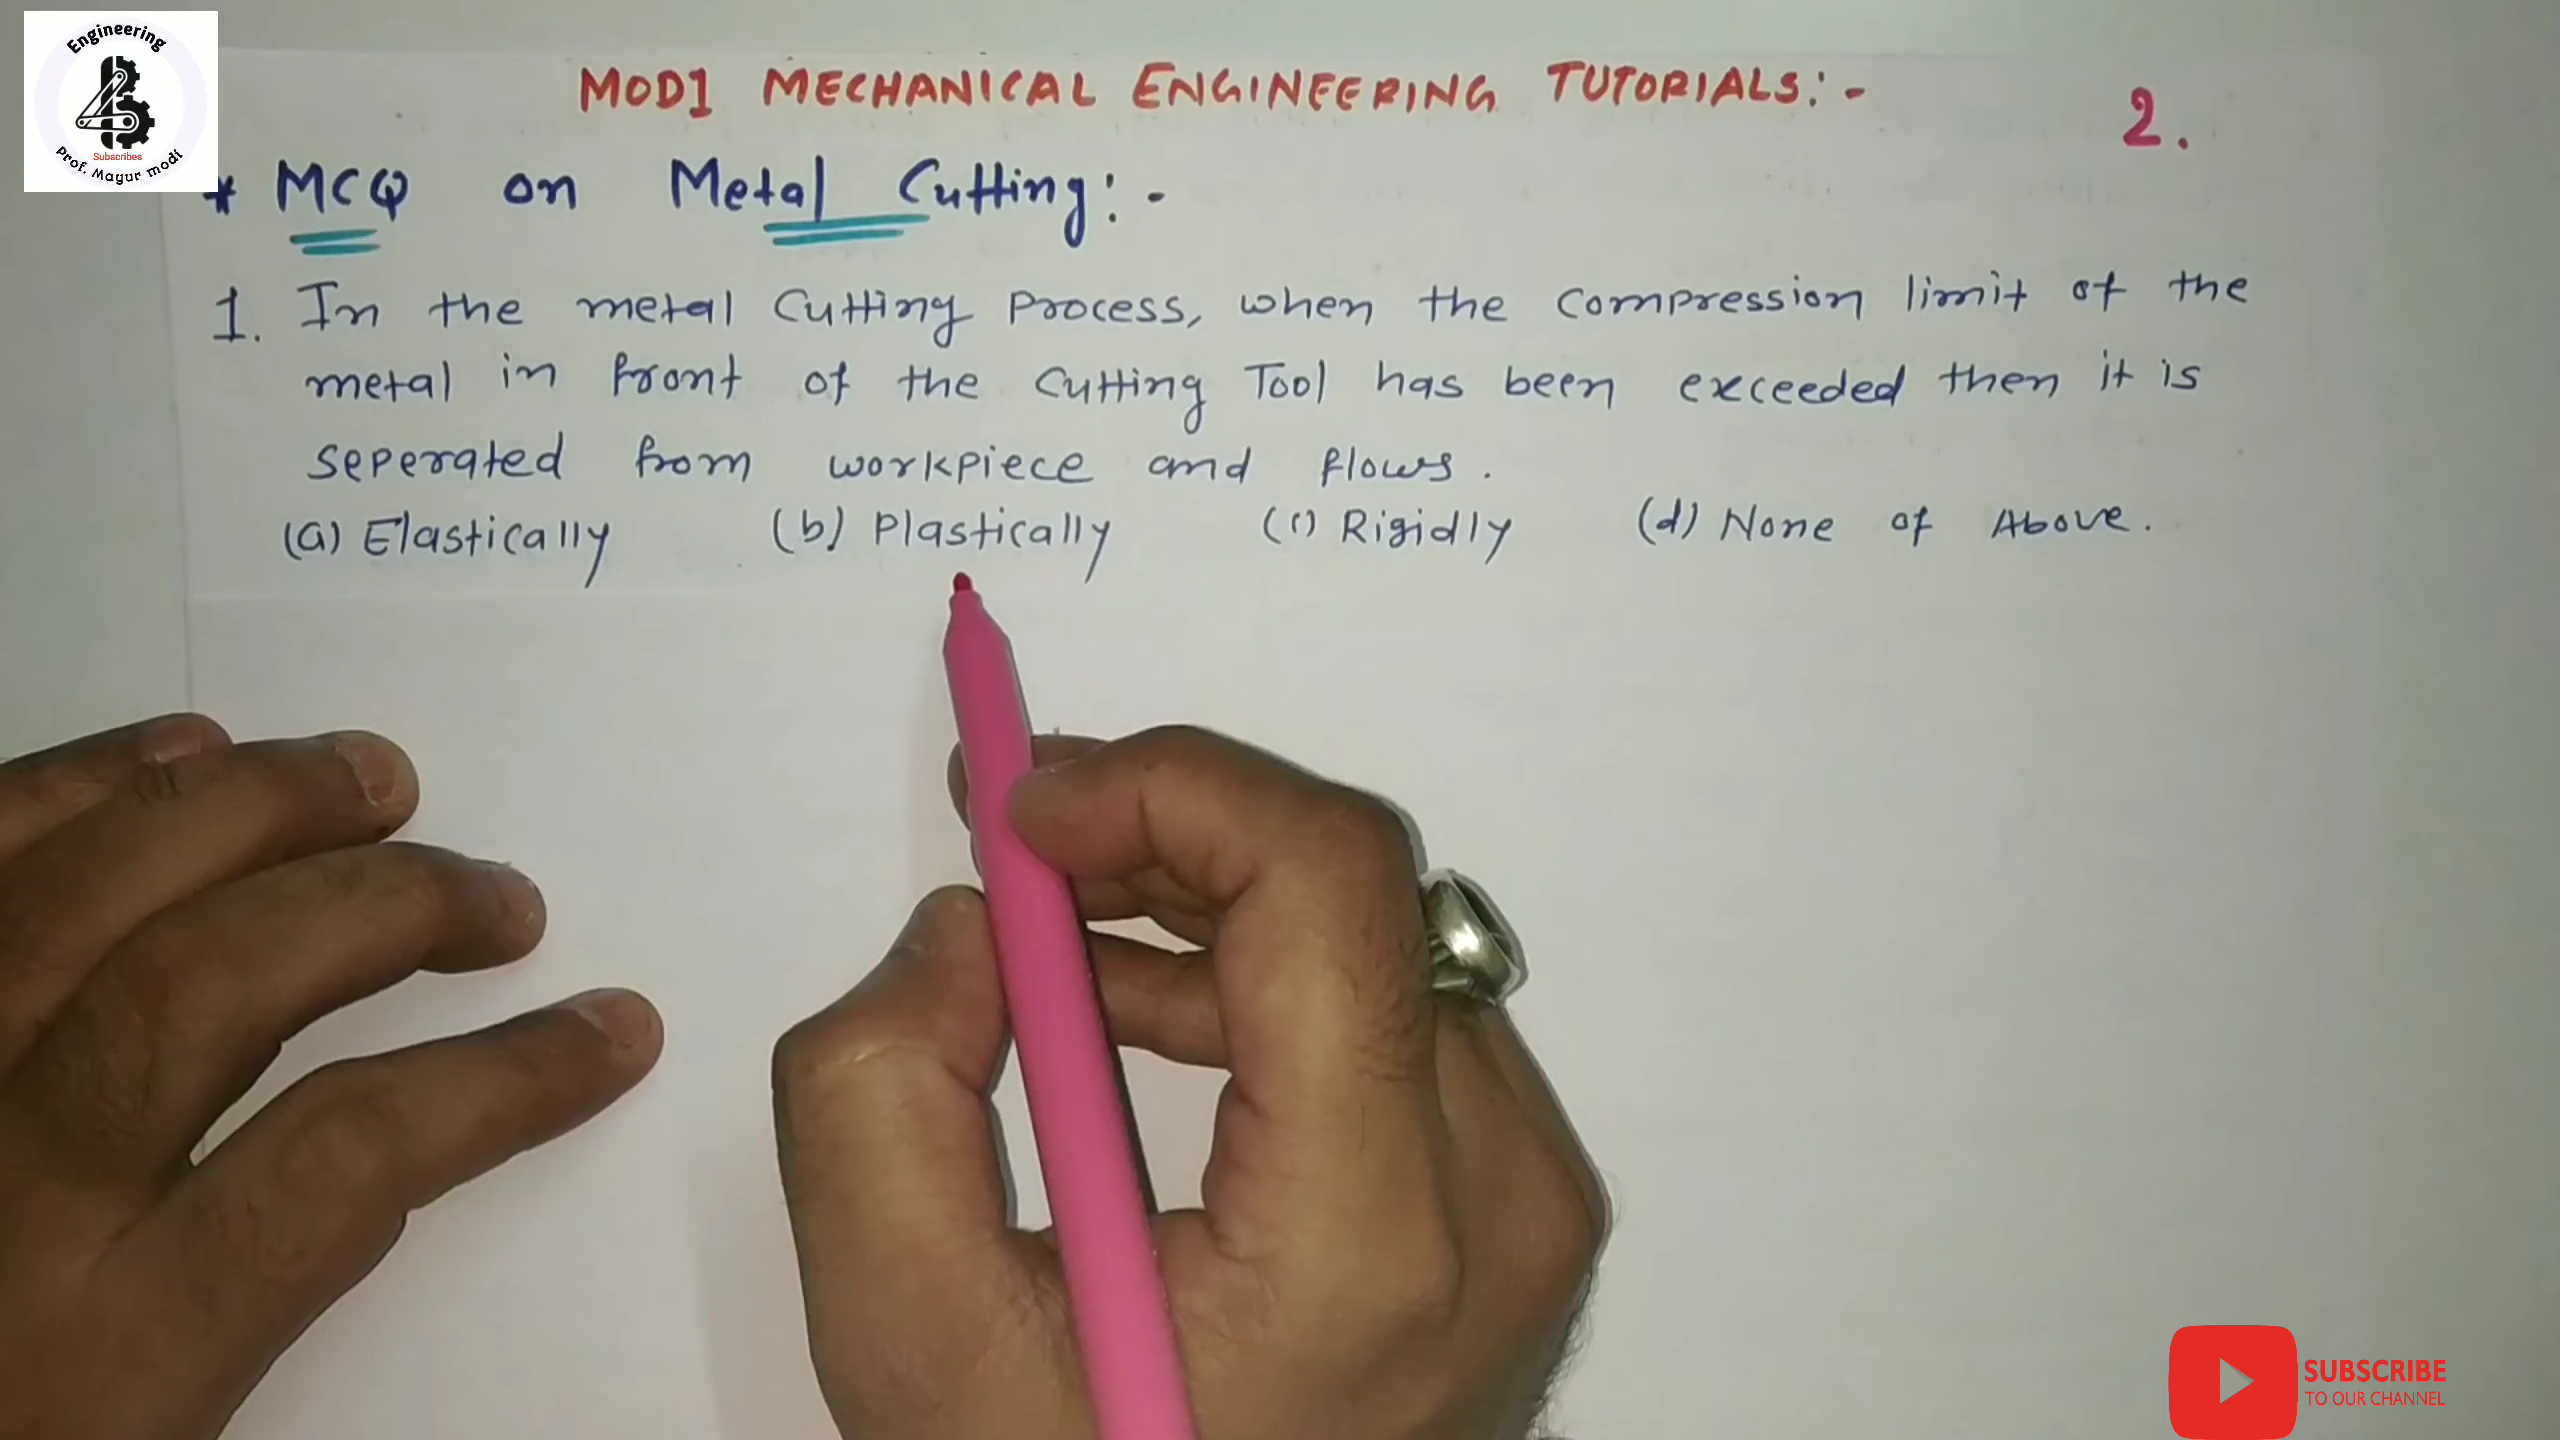 Engineering
Subscribes
Prof. Mayur modi
MODI MECHANICAL ENGINEERING TUTORIALS:-
2.
* MCQ on Metal Cutting:-
1. In the metal Cutting Process, when the Compression limit of the
metal in front of the Cutting Tool has been exceeded then it is
seperated from workpiece and flows.
(a) Elastically (b) Plastically (c) Rigidly (d) None of Above.
SUBSCRIBE
TO OUR CHANNEL